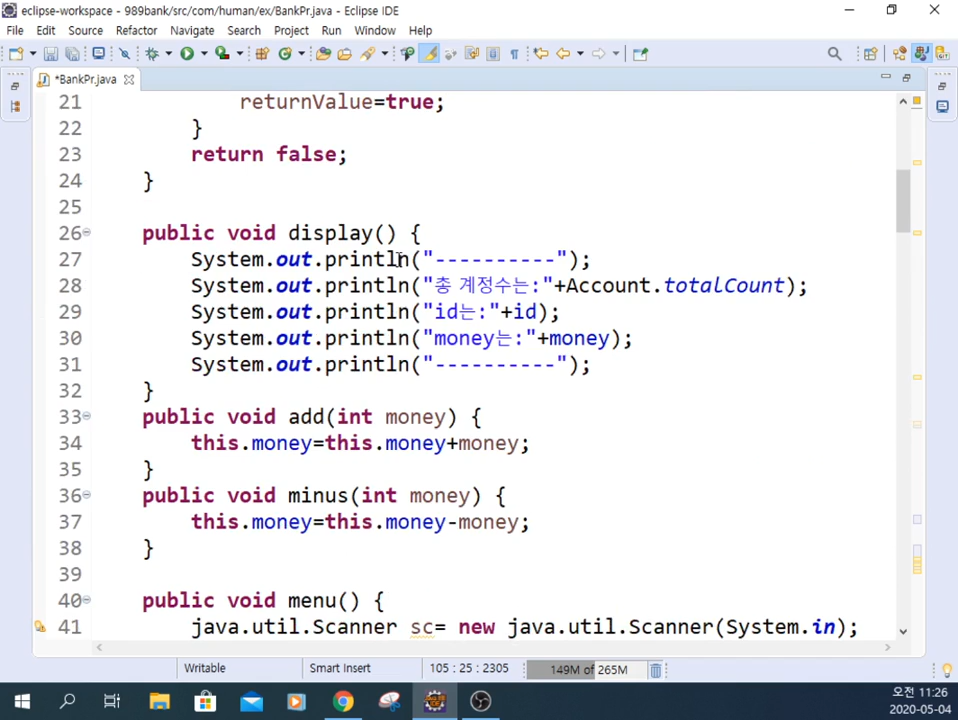 eclipse-workspace - 989bank/src/com/human/ex/BankPr.java - Eclipse IDE
File Edit Source Refactor Navigate Search Project Run Window Help
*BankPr.java
21 returnValue=true;
22 }
23 return false;
24 }
25
26 public void display() {
27 System.out.println("----------");
28 System.out.println("총 계정수는:"+Account.totalCount);
29 System.out.println("id는:"+id);
30 System.out.println("money는:"+money);
31 System.out.println("----------");
32 }
33 public void add(int money) {
34 this.money=this.money+money;
35 }
36 public void minus(int money) {
37 this.money=this.money-money;
38 }
39
40 public void menu() {
41 java.util.Scanner sc= new java.util.Scanner(System.in);
Writable Smart Insert 105 : 25 : 2305 149M of 265M
오전 11:26
2020-05-04